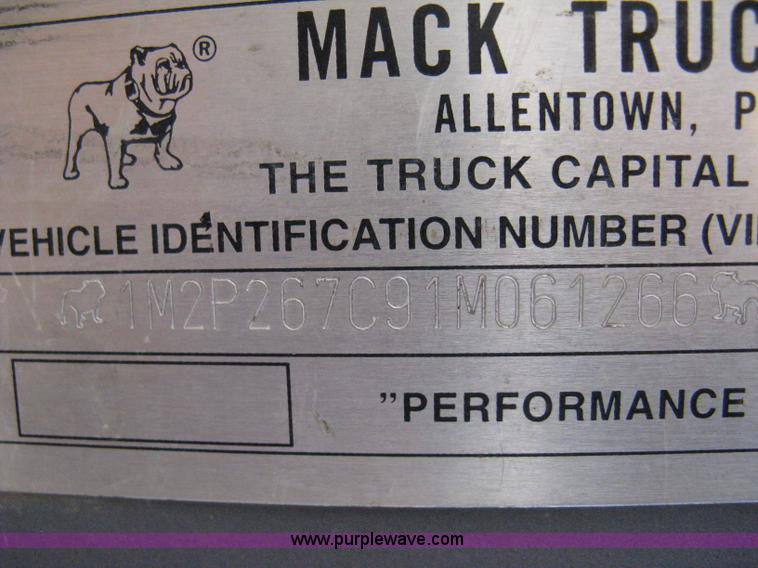 ®
MACK TRUC
ALLENTOWN, P
THE TRUCK CAPITAL
VEHICLE IDENTIFICATION NUMBER (VI
1M2P267C91M061266
"PERFORMANCE
www.purplewave.com